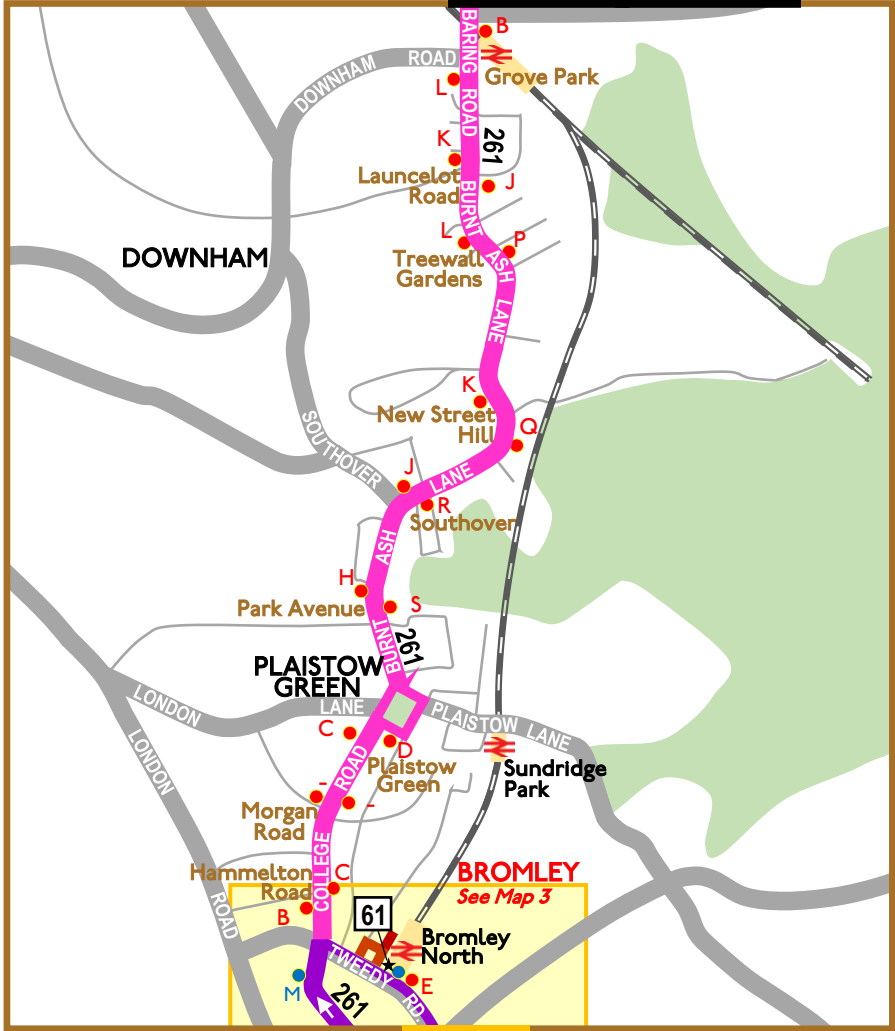 BARING ROAD
B
DOWNHAM ROAD
L
Grove Park
261
K
Launcelot
Road
J
BURNT ASH LANE
L
P
Treewall
Gardens
DOWNHAM
K
New Street
Hill
Q
SOUTHOVER
J
LANE
R
Southover
ASH
H
Park Avenue
S
BURNT
261
PLAISTOW
GREEN
LONDON
LANE
PLAISTOW LANE
C
D
LONDON
ROAD
Plaistow
Green
Sundridge
Park
-
-
Morgan
Road
COLLEGE
Hammelton
Road
C
BROMLEY
See Map 3
ROAD
B
61
Bromley
North
TWEEDY RD.
M
E
261